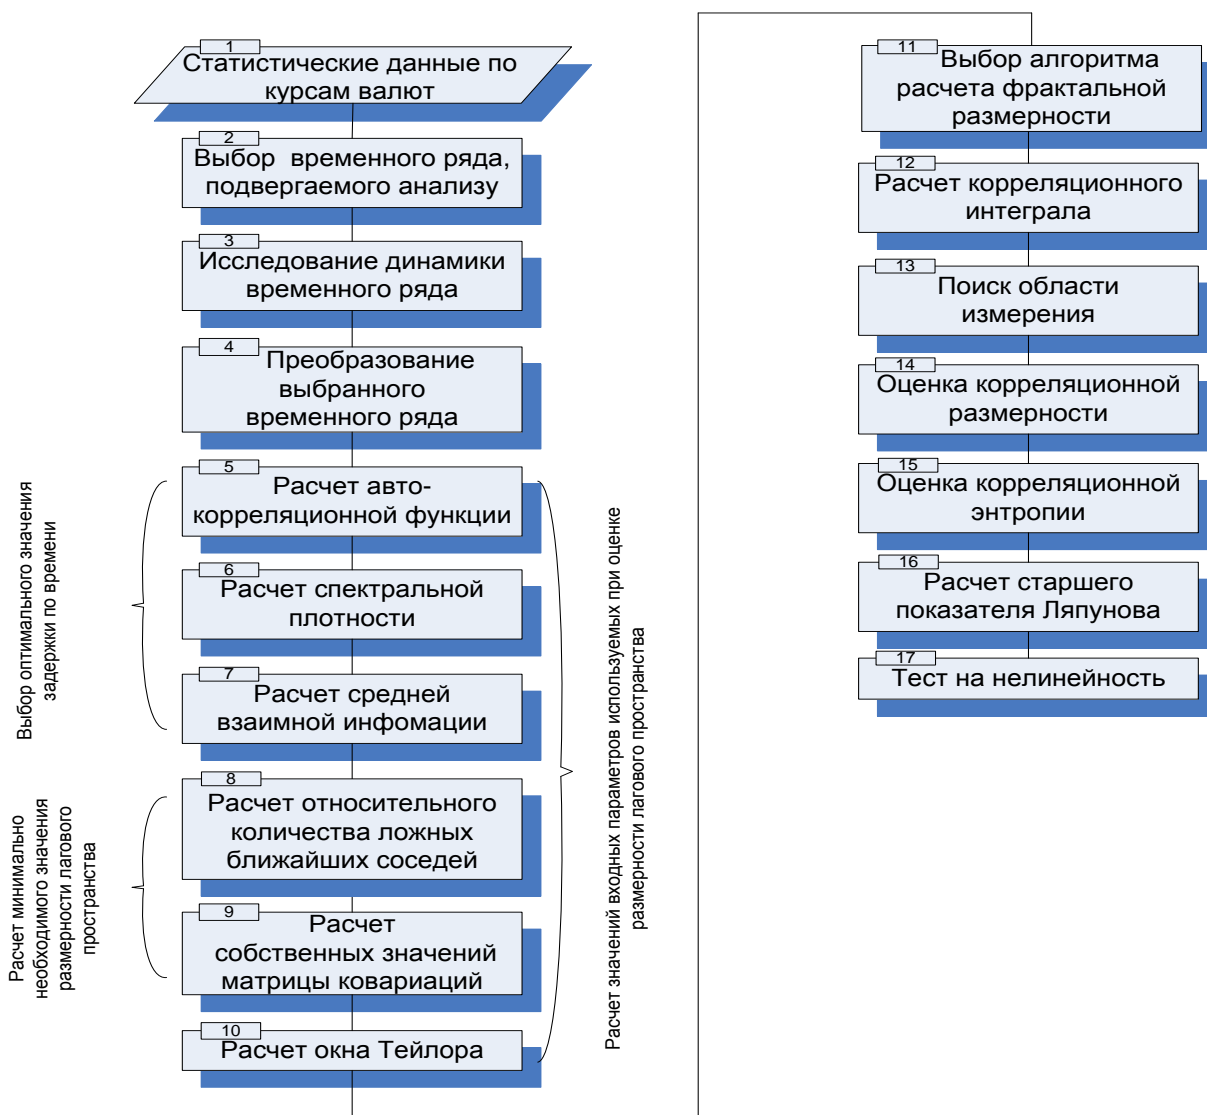 1
Статистические данные по
курсам валют
2
Выбор временного ряда,
подвергаемого анализу
3
Исследование динамики
временного ряда
4
Преобразование
выбранного
временного ряда
5
Расчет авто-
корреляционной функции
6
Расчет спектральной
плотности
7
Расчет средней
взаимной инфомации
8
Расчет относительного
количества ложных
ближайших соседей
9
Расчет
собственных значений
матрицы ковариаций
10
Расчет окна Тейлора
Выбор оптимального значения
задержки по времени
Расчет минимально
необходимого значения
размерности лагового
пространства
Расчет значений входных параметров используемых при оценке
размерности лагового пространства
11
Выбор алгоритма
расчета фрактальной
размерности
12
Расчет корреляционного
интеграла
13
Поиск области
измерения
14
Оценка корреляционной
размерности
15
Оценка корреляционной
энтропии
16
Расчет старшего
показателя Ляпунова
17
Тест на нелинейность